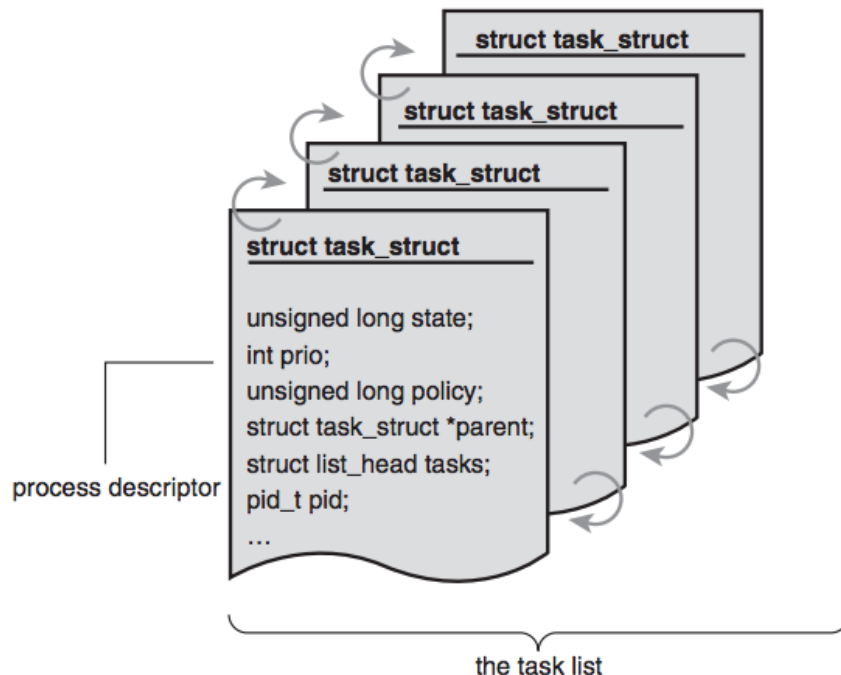 struct task_struct
struct task_struct
struct task_struct
struct task_struct
unsigned long state;
int prio;
unsigned long policy;
struct task_struct *parent;
struct list_head tasks;
process descriptor
pid_t pid;
...
the task list